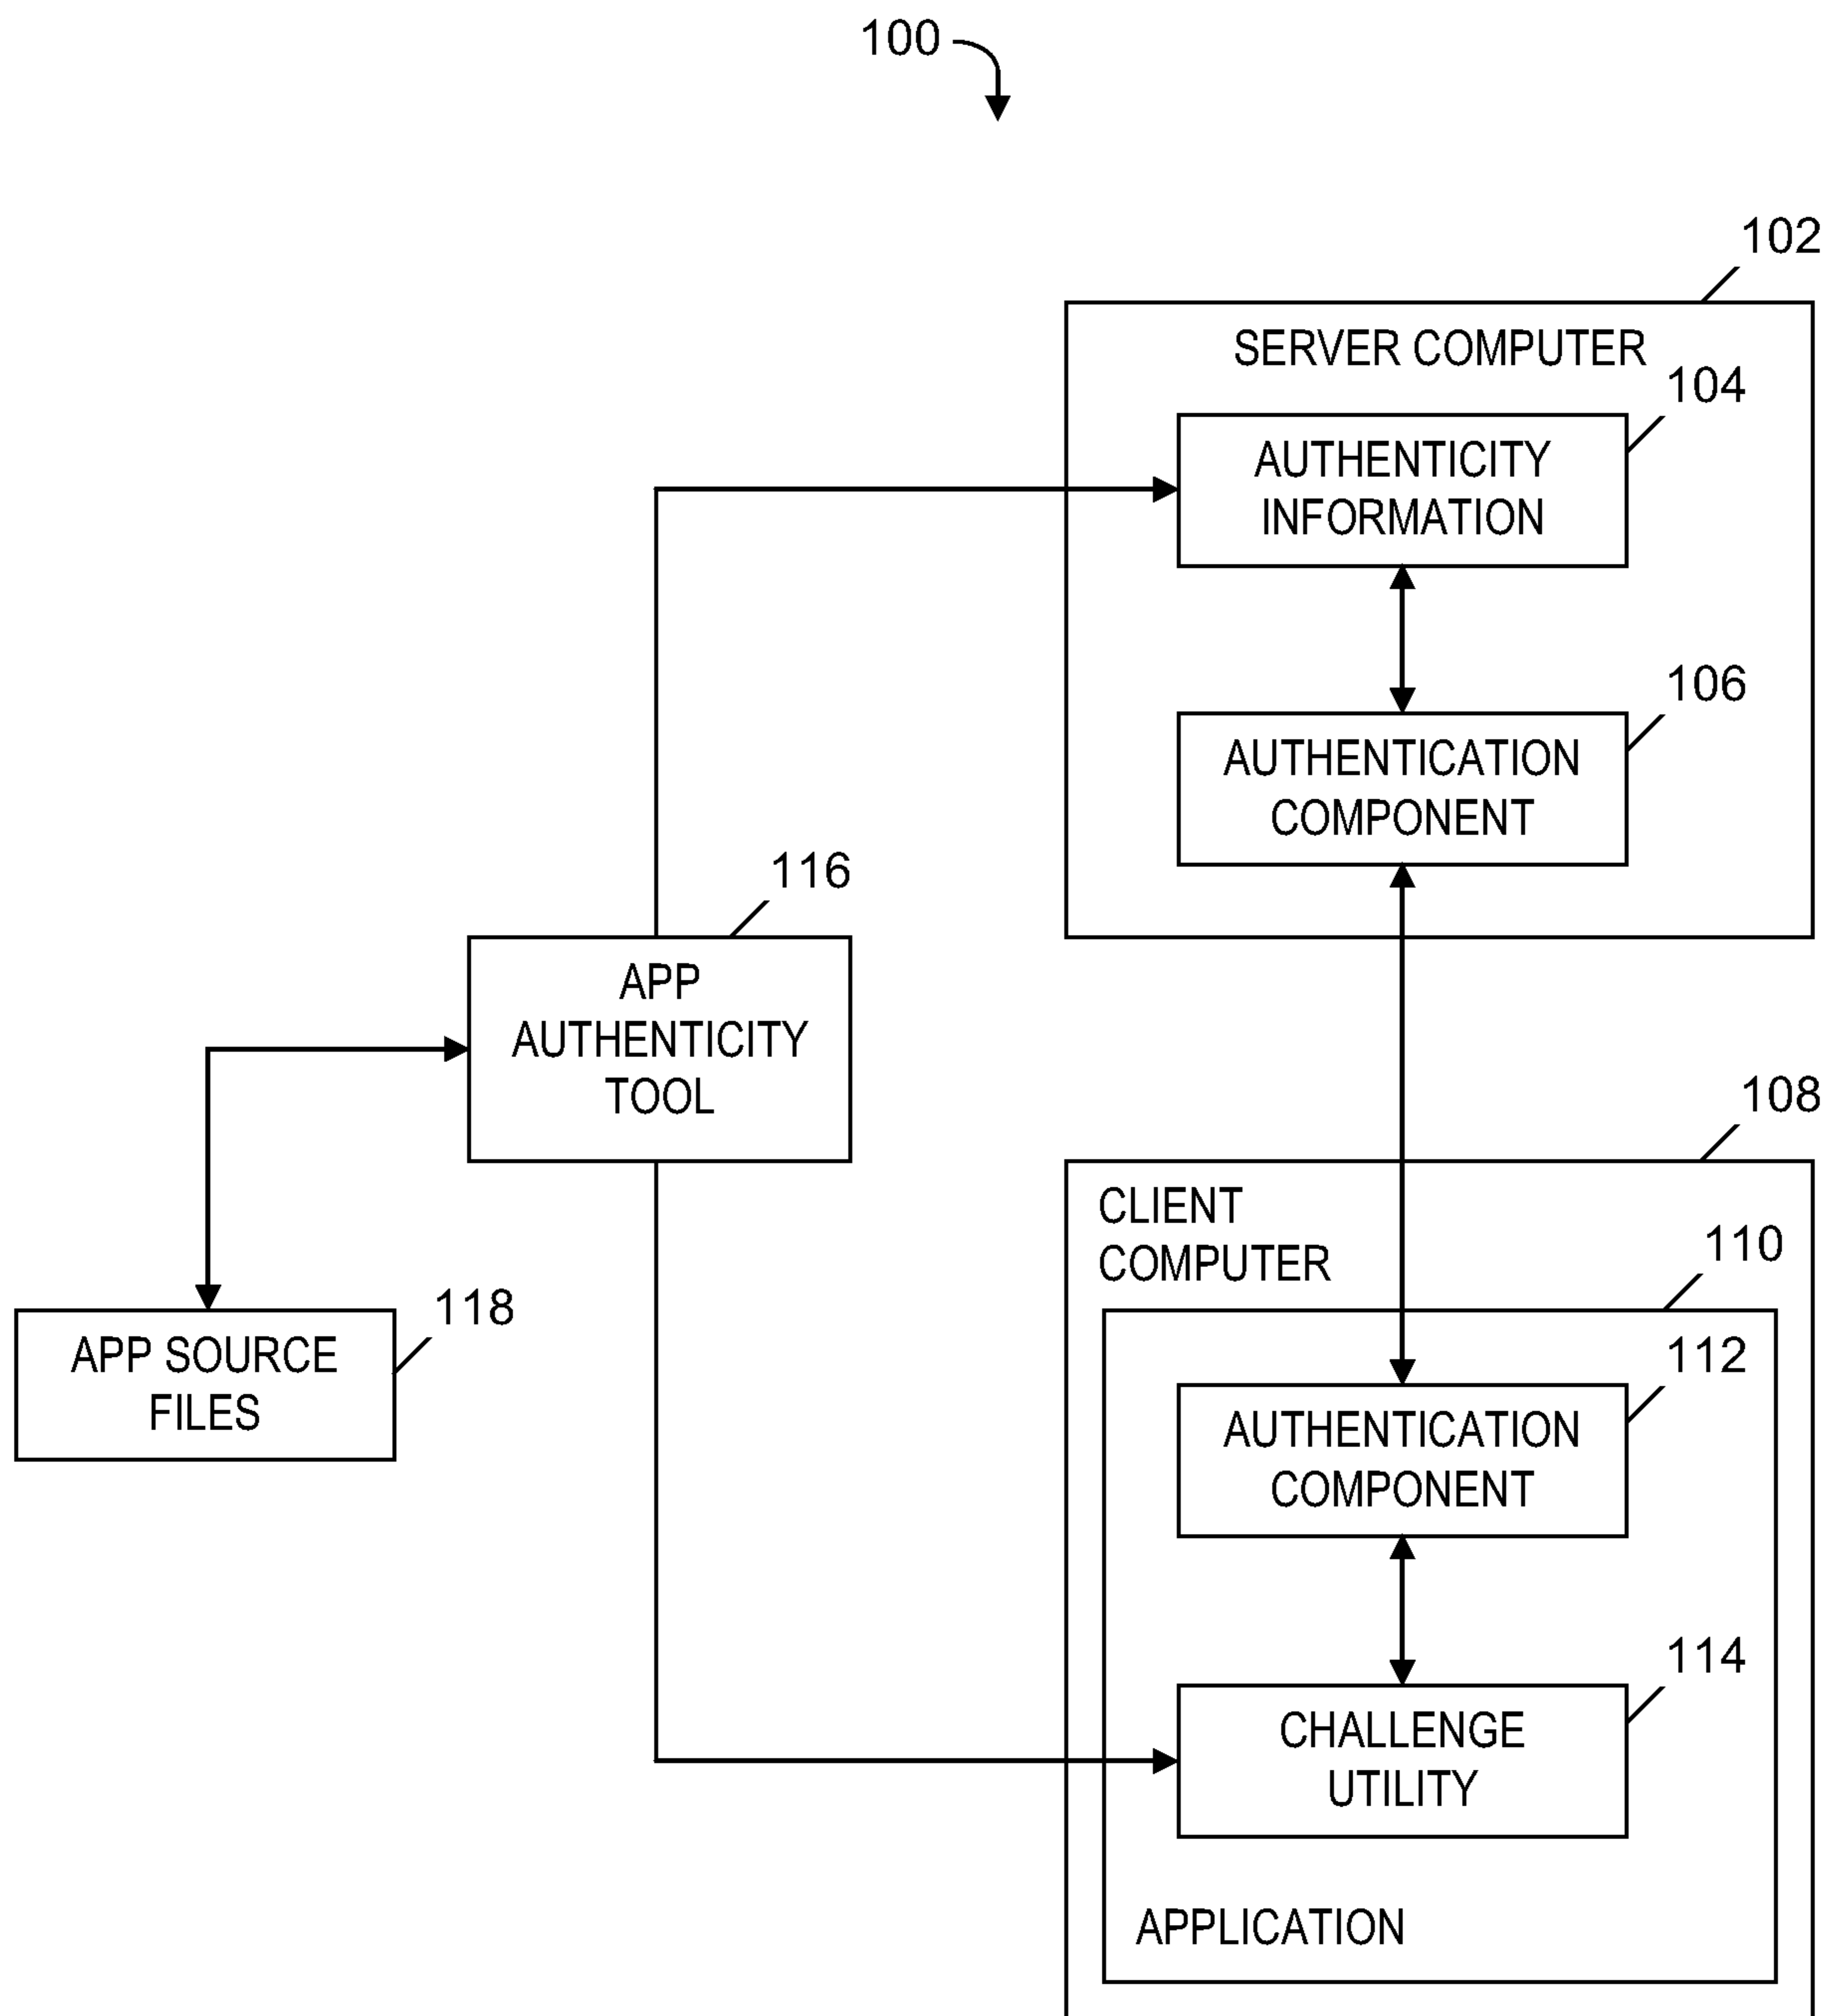 100
102
SERVER COMPUTER
104
AUTHENTICITY
INFORMATION
106
AUTHENTICATION
COMPONENT
116
APP
AUTHENTICITY
TOOL
108
CLIENT
COMPUTER
110
118
APP SOURCE
FILES
112
AUTHENTICATION
COMPONENT
114
CHALLENGE
UTILITY
APPLICATION